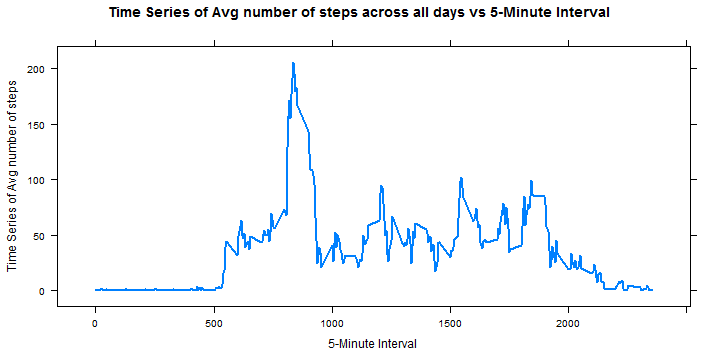 Time Series of Avg number of steps across all days vs 5-Minute Interval
Time Series of Avg number of steps
200
150
100
50
0
0 500 1000 1500 2000
5-Minute Interval